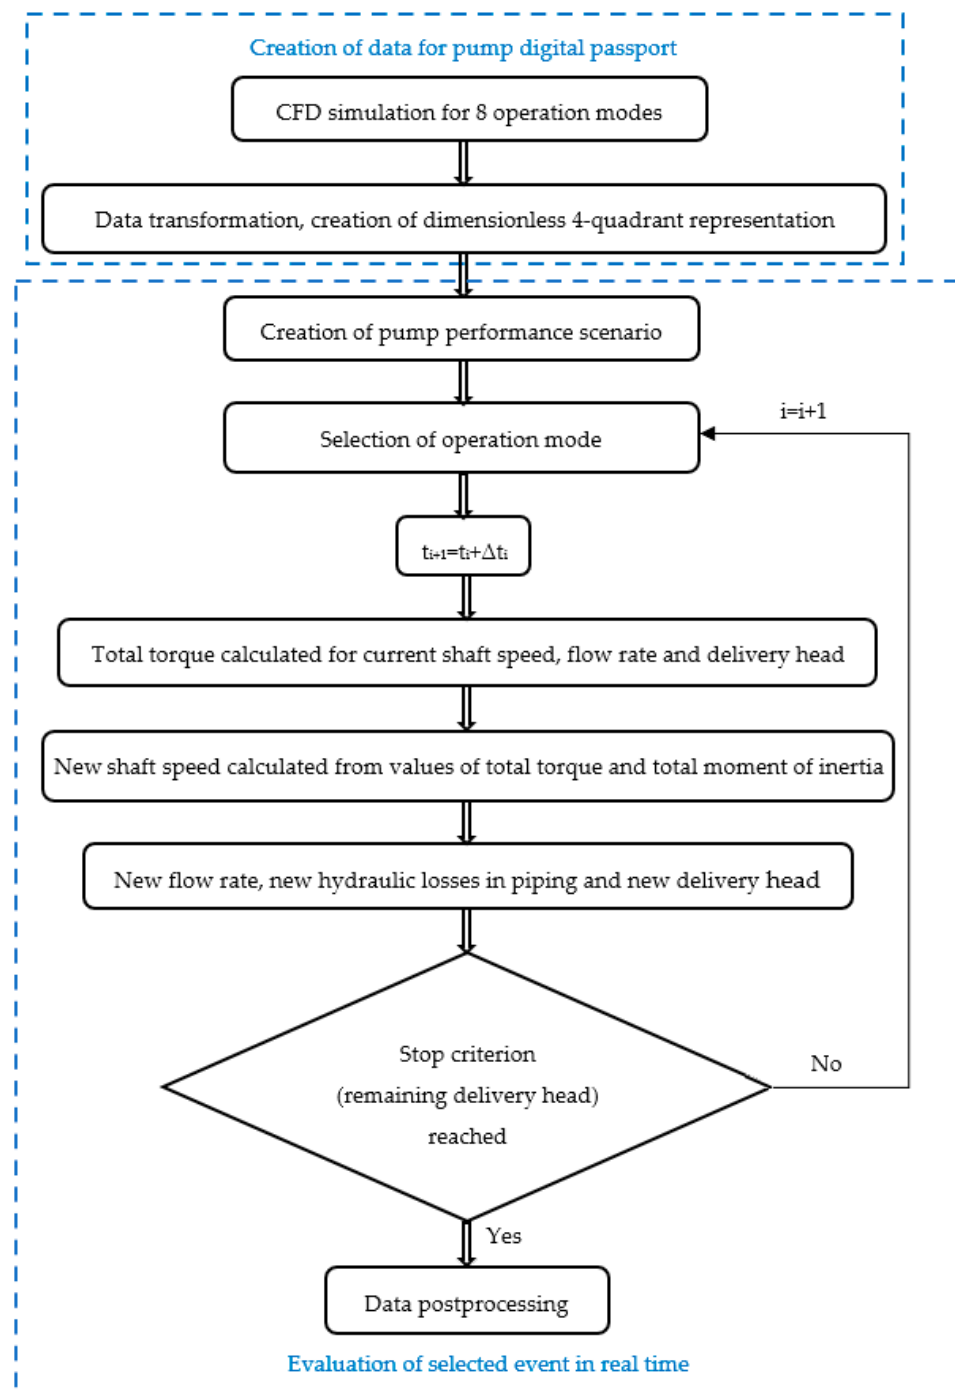 Creation of data for pump digital passport
CFD simulation for 8 operation modes
Data transformation, creation of dimensionless 4-quadrant representation
Creation of pump performance scenario
i=i+1
Selection of operation mode
tᵢ₊₁=tᵢ+Δtᵢ
Total torque calculated for current shaft speed, flow rate and delivery head
New shaft speed calculated from values of total torque and total moment of inertia
New flow rate, new hydraulic losses in piping and new delivery head
Stop criterion
(remaining delivery head)
reached
No
Yes
Data postprocessing
Evaluation of selected event in real time